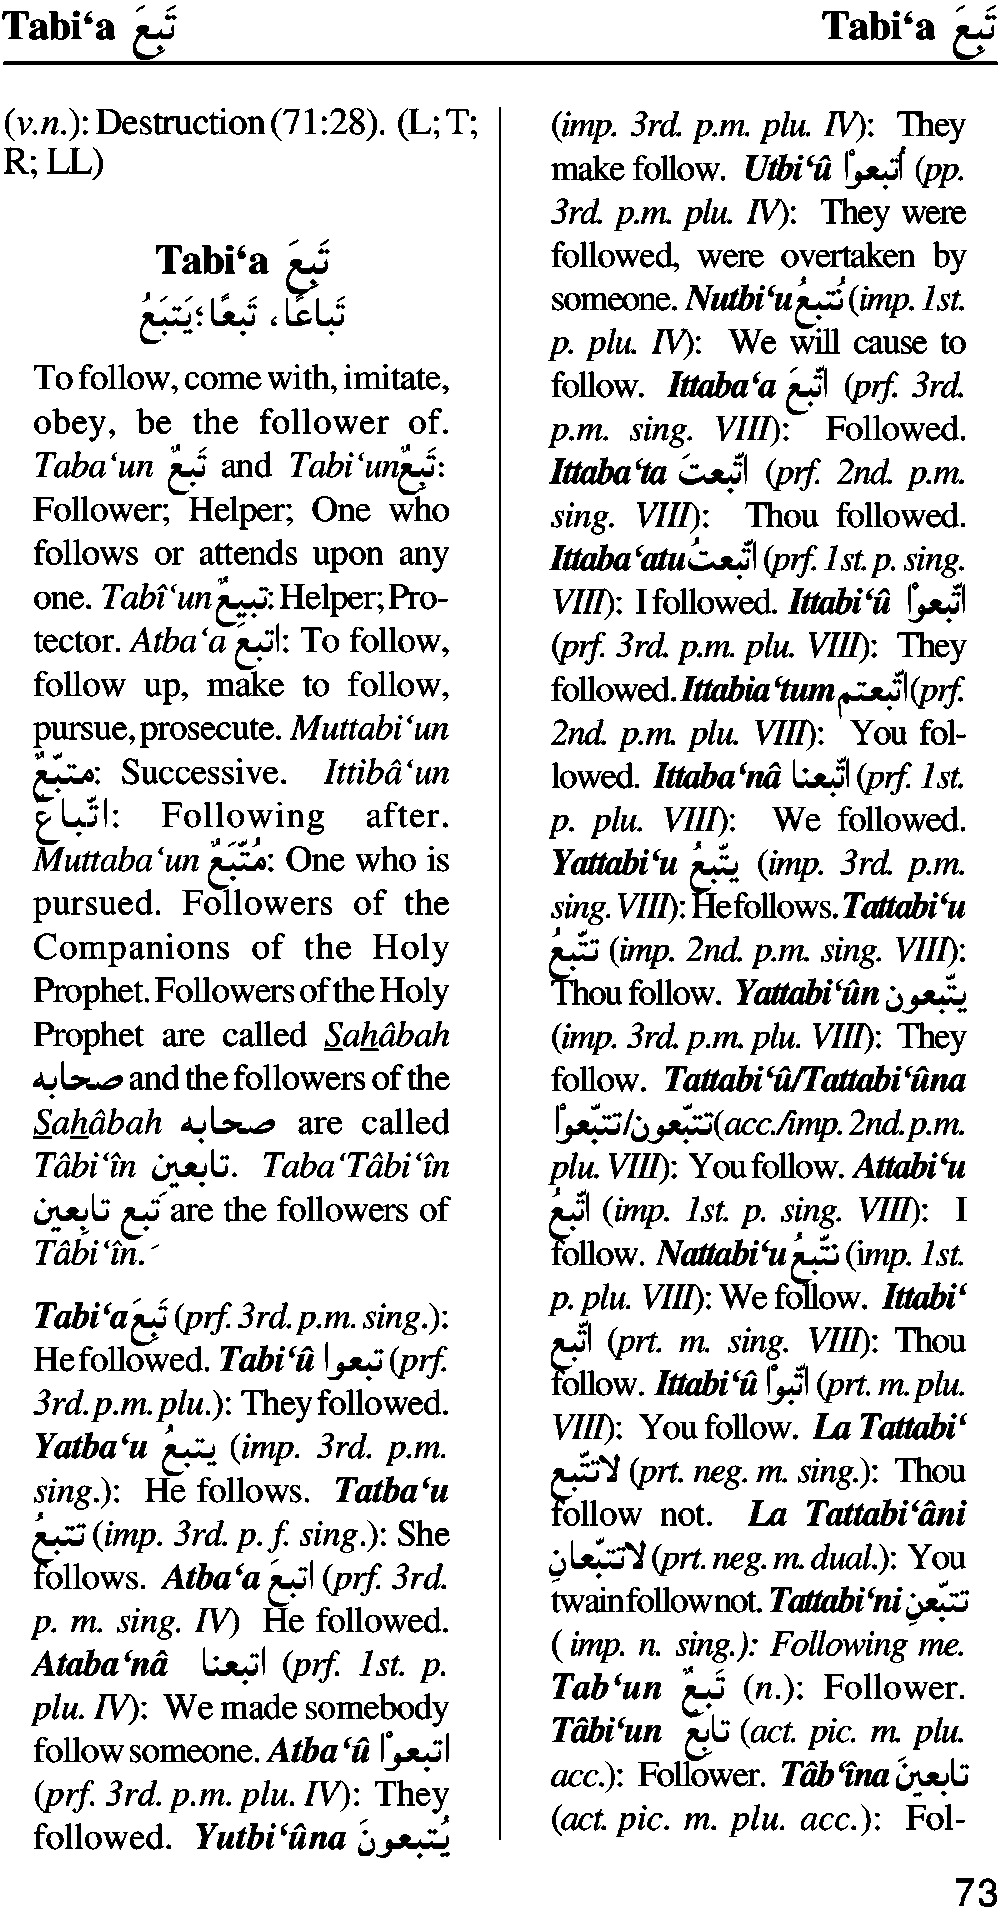 Tabi‘a تَبِعَ
Tabi‘a تَبِعَ
(v.n.): Destruction (71:28). (L; T;
R; LL)
Tabi‘a تَبِعَ
تَباعًا، تَبعًا؛ يَتبَعُ
To follow, come with, imitate,
obey, be the follower of.
Taba‘un تَبعٌ and Tabi‘un تَبِعٌ:
Follower; Helper; One who
follows or attends upon any
one. Tabî‘un تبيعٌ: Helper; Pro-
tector. Atba‘a اتبعَ: To follow,
follow up, make to follow,
pursue, prosecute. Muttabi‘un
متبّعٌ: Successive. Ittibâ‘un
اتّباع: Following after.
Muttaba‘un مُتّبَعٌ: One who is
pursued. Followers of the
Companions of the Holy
Prophet. Followers of the Holy
Prophet are called Sahâbah
صحابه and the followers of the
Sahâbah صحابه are called
Tâbi‘în تابعين. Taba‘Tâbi‘în
تَبع تابعين are the followers of
Tâbi‘în.
Tabi‘a تَبِعَ (prf. 3rd. p.m. sing.):
He followed. Tabi‘û تبعوا (prf.
3rd. p.m. plu.): They followed.
Yatba‘u يتبعُ (imp. 3rd. p.m.
sing.): He follows. Tatba‘u
تتبعُ (imp. 3rd. p. f. sing.): She
follows. Atba‘a اتبعَ (prf. 3rd.
p. m. sing. IV) He followed.
Ataba‘nâ اتبعنا (prf. 1st. p.
plu. IV): We made somebody
follow someone. Atba‘û اتبعوْا
(prf. 3rd. p.m. plu. IV): They
followed. Yutbi‘ûna يُتبعونَ
(imp. 3rd. p.m. plu. IV): They
make follow. Utbi‘û أتبعوْا (pp.
3rd. p.m. plu. IV): They were
followed, were overtaken by
someone. Nutbi‘u نُتبعُ (imp. 1st.
p. plu. IV): We will cause to
follow. Ittaba‘a اتّبعَ (prf. 3rd.
p.m. sing. VIII): Followed.
Ittaba‘ta اتّبعتَ (prf. 2nd. p.m.
sing. VIII): Thou followed.
Ittaba‘atu اتّبعتُ (prf. 1st. p. sing.
VIII): I followed. Ittabi‘û اتّبعوْا
(prf. 3rd. p.m. plu. VIII): They
followed. Ittabia‘tum اتّبعتم (prf.
2nd. p.m. plu. VIII): You fol-
lowed. Ittaba‘nâ اتّبعنا (prf. 1st.
p. plu. VIII): We followed.
Yattabi‘u يتّبعُ (imp. 3rd. p.m.
sing. VIII): He follows. Tattabi‘u
تتّبعُ (imp. 2nd. p.m. sing. VIII):
Thou follow. Yattabi‘ûn يتّبعون
(imp. 3rd. p.m. plu. VIII): They
follow. Tattabi‘û/Tattabi‘ûna
تتّبعون/تتبّعواْ (acc./imp. 2nd. p.m.
plu. VIII): You follow. Attabi‘u
اتّبعُ (imp. 1st. p. sing. VIII): I
follow. Nattabi‘u نتّبعُ (imp. 1st.
p. plu. VIII): We follow. Ittabi‘
اتّبع (prt. m. sing. VIII): Thou
follow. Ittabi‘û اتّبوْا (prt. m. plu.
VIII): You follow. La Tattabi‘
لاتتّبع (prt. neg. m. sing.): Thou
follow not. La Tattabi‘âni
لاتتبّعانِ (prt. neg. m. dual.): You
twain follow not. Tattabi‘ni تتبّعنِ
( imp. n. sing.): Following me.
Tab‘un تَبعٌ (n.): Follower.
Tâbi‘un تابعٌ (act. pic. m. plu.
acc.): Follower. Tâb‘îna تابعينَ
(act. pic. m. plu. acc.): Fol-
73